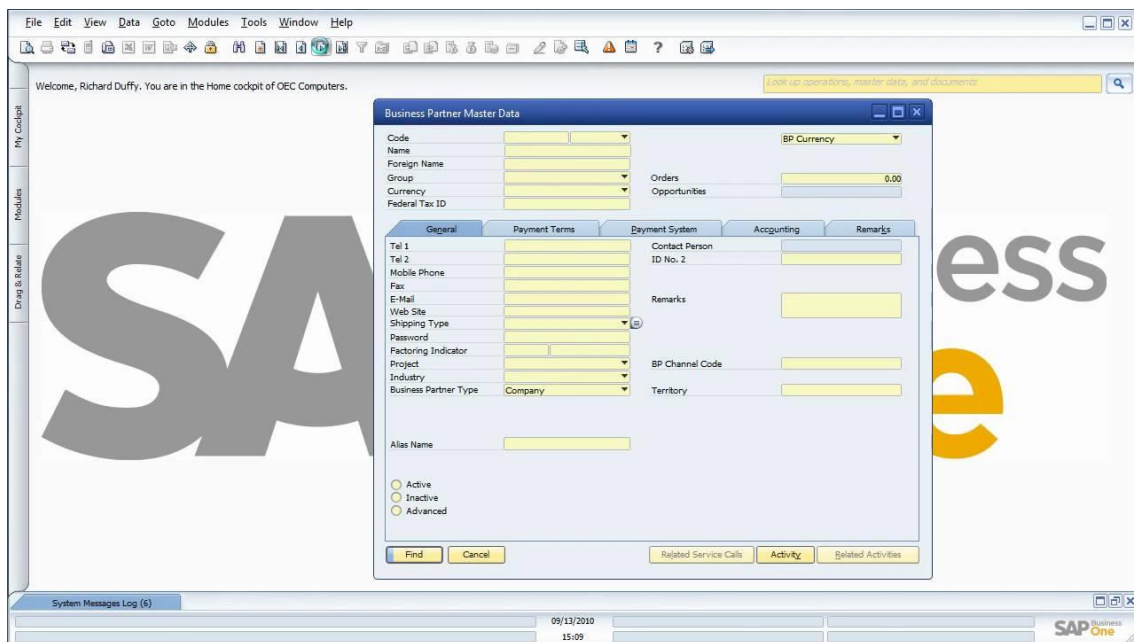 File Edit View Data Goto Modules Tools Window Help
Welcome, Richard Duffy. You are in the Home cockpit of OEC Computers.
Look up operations, master data, and documents
My Cockpit
Modules
Drag & Relate
Business Partner Master Data
Code
BP Currency
Name
Foreign Name
Group
Orders 0.00
Currency
Opportunities
Federal Tax ID
General Payment Terms Payment System Accounting Remarks
Tel 1
Contact Person
Tel 2
ID No. 2
Mobile Phone
Fax
E-Mail
Remarks
Web Site
Shipping Type
Password
Factoring Indicator
Project
BP Channel Code
Industry
Business Partner Type Company
Territory
Alias Name
Active
Inactive
Advanced
Find Cancel Related Service Calls Activity Related Activities
SA ess
e
System Messages Log (6)
09/13/2010
15:09
SAP Business One